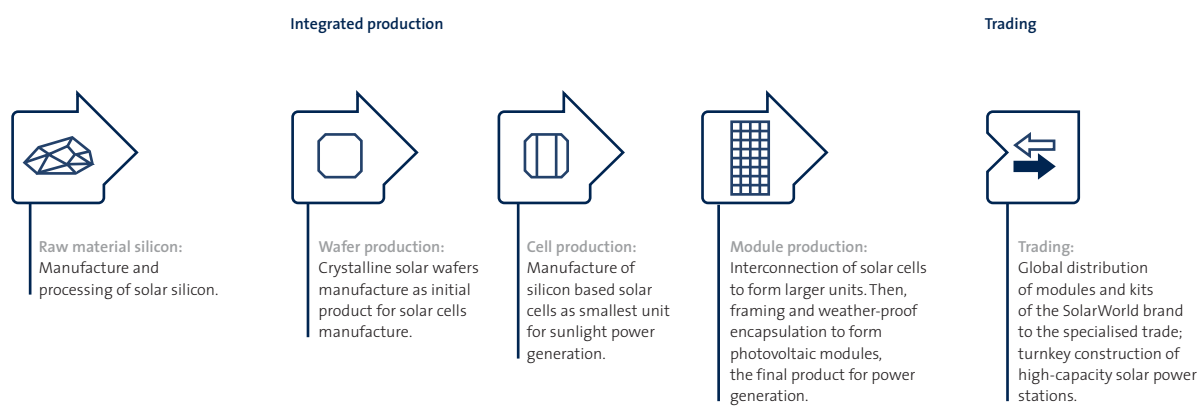 Integrated production
Trading
Raw material silicon:
Manufacture and
processing of solar silicon.
Wafer production:
Crystalline solar wafers
manufacture as initial
product for solar cells
manufacture.
Cell production:
Manufacture of
silicon based solar
cells as smallest unit
for sunlight power
generation.
Module production:
Interconnection of solar cells
to form larger units. Then,
framing and weather-proof
encapsulation to form
photovoltaic modules,
the final product for power
generation.
Trading:
Global distribution
of modules and kits
of the SolarWorld brand
to the specialised trade;
turnkey construction of
high-capacity solar power
stations.